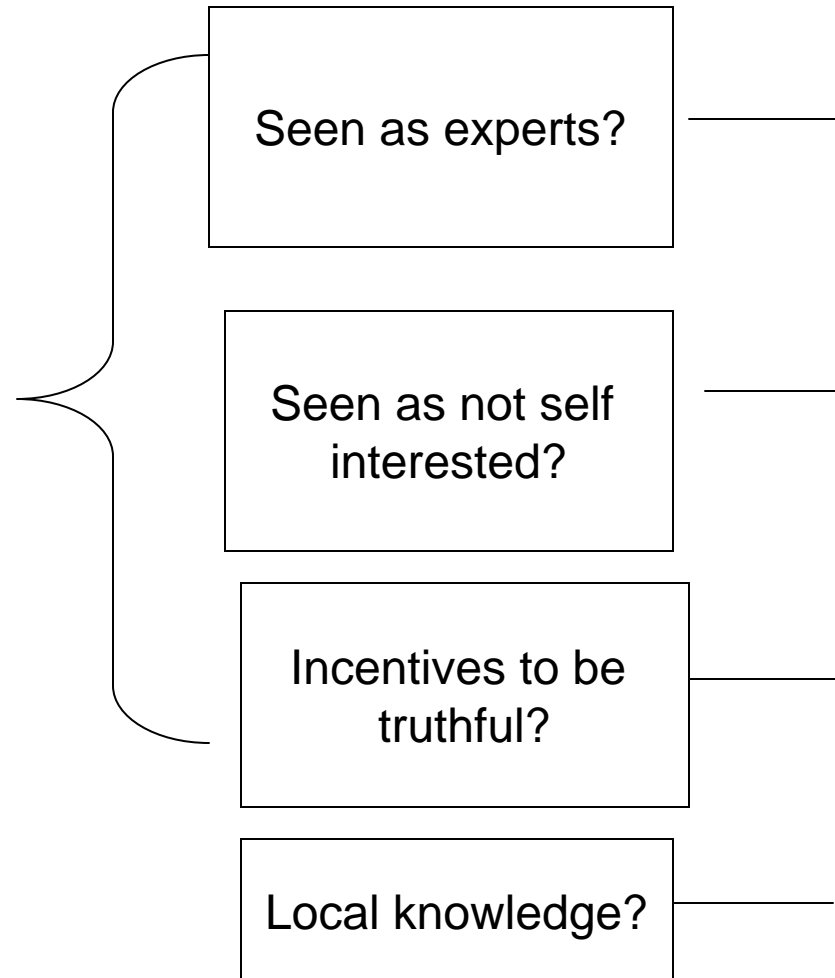 Seen as experts?
Seen as not self
interested?
Incentives to be
truthful?
Local knowledge?